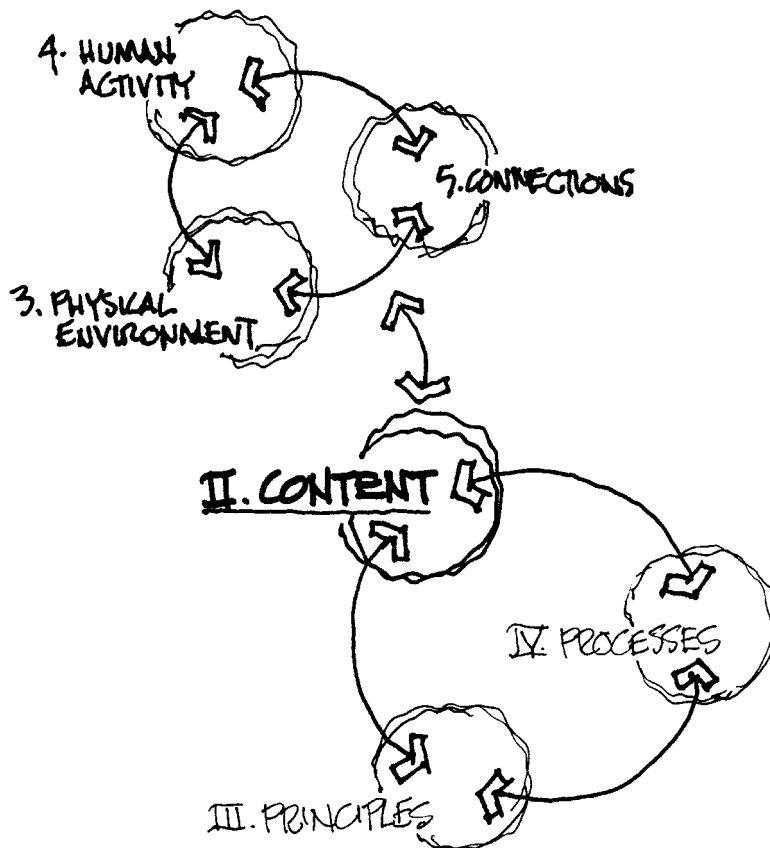 4. HUMAN
ACTIVITY
5. CONNECTIONS
3. PHYSICAL
ENVIRONMENT
II. CONTENT
IV. PROCESSES
III. PRINCIPLES